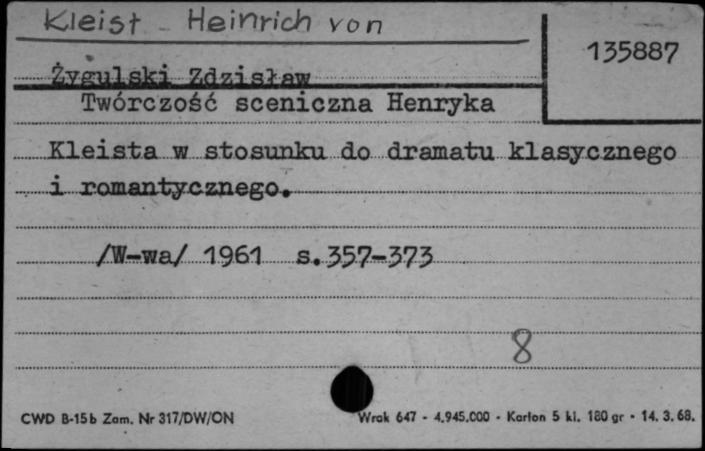 Kleist - Heinrich von
135887
Żygulski Zdzisław
Twórczość sceniczna Henryka
Kleista w stosunku do dramatu klasycznego
i romantycznego.
/W-wa/ 1961 s.357-373
8
CWD B-15b Zam. Nr 317/DW/ON Wrak 647 - 4.945.000 - Karton 5 kl. 180 gr - 14. 3. 68.